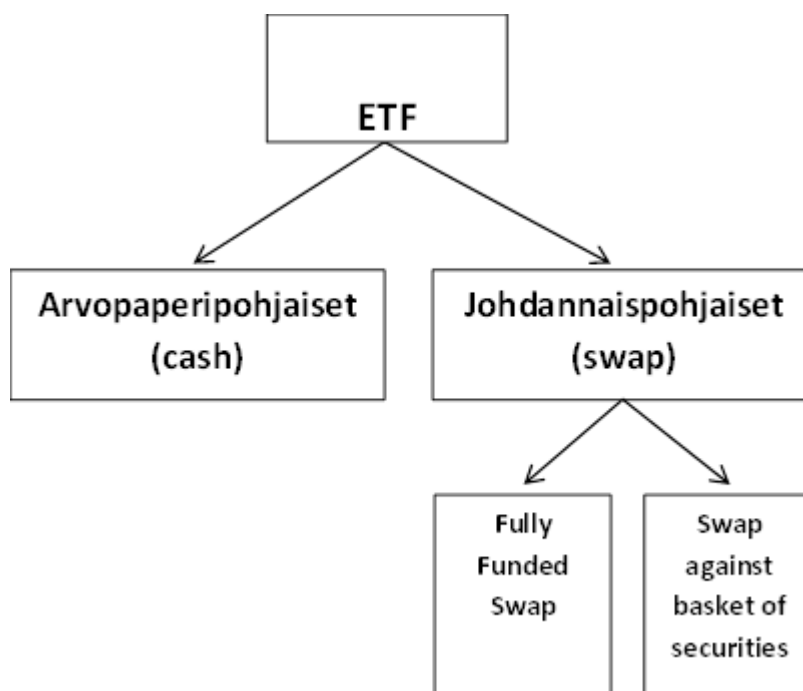 ETF
Arvopaperipohjaiset
(cash)
Johdannaispohjaiset
(swap)
Fully
Funded
Swap
Swap
against
basket of
securities